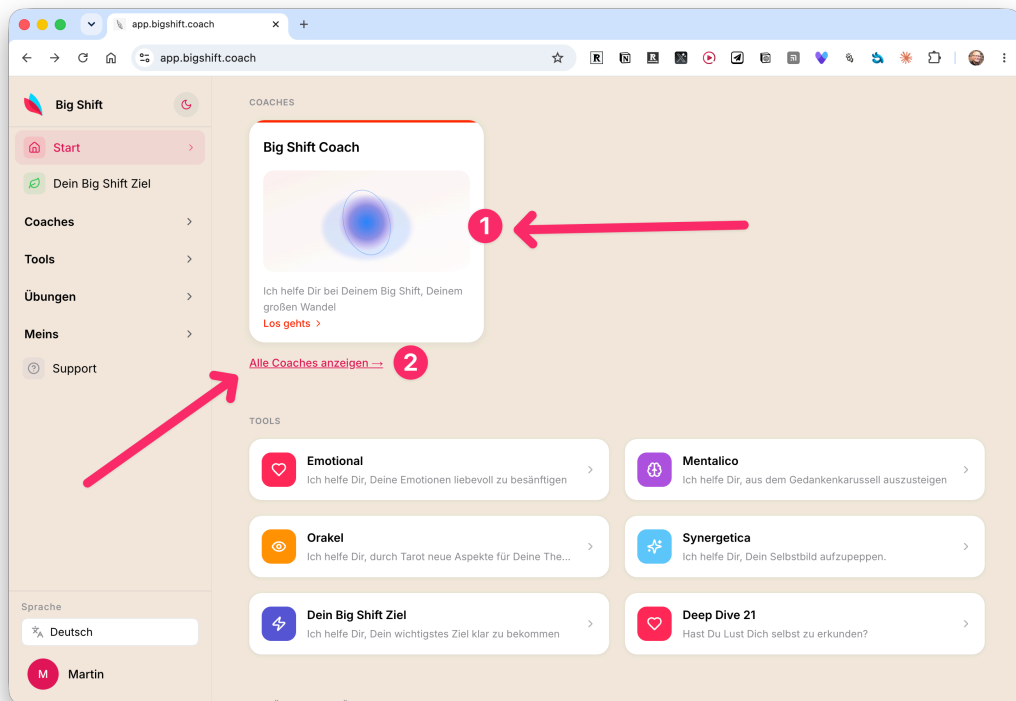 app.bigshift.coach
app.bigshift.coach
Big Shift
Start
Dein Big Shift Ziel
Coaches
Tools
Übungen
Meins
Support
Sprache
Deutsch
M Martin
COACHES
Big Shift Coach
1
Ich helfe Dir bei Deinem Big Shift, Deinem
großen Wandel
Los gehts
Alle Coaches anzeigen → 2
TOOLS
Emotional
Ich helfe Dir, Deine Emotionen liebevoll zu besänftigen
Mentalico
Ich helfe Dir, aus dem Gedankenkarussell auszusteigen
Orakel
Ich helfe Dir, durch Tarot neue Aspekte für Deine The...
Synergetica
Ich helfe Dir, Dein Selbstbild aufzupeppen.
Dein Big Shift Ziel
Ich helfe Dir, Dein wichtigstes Ziel klar zu bekommen
Deep Dive 21
Hast Du Lust Dich selbst zu erkunden?